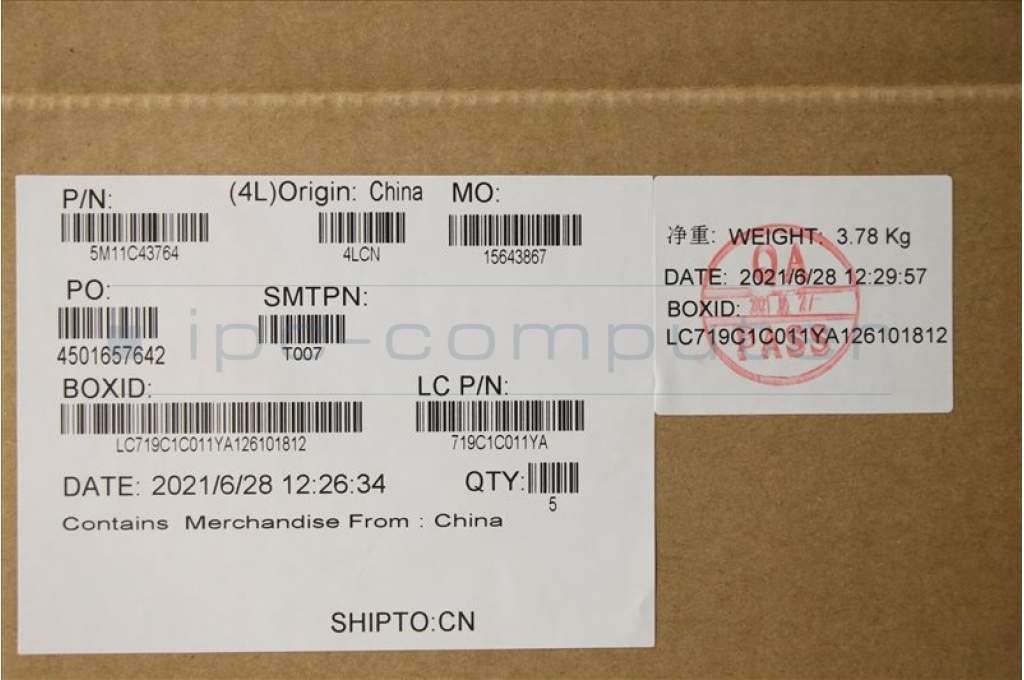 P/N:
5M11C43764
(4L)Origin: China
4LCN
MO:
15643867
PO:
4501657642
SMTPN:
T007
BOXID:
LC719C1C011YA126101812
LC P/N:
719C1C011YA
DATE: 2021/6/28 12:26:34
QTY:
5
Contains Merchandise From : China
SHIPTO:CN
净重: WEIGHT: 3.78 Kg
DATE: 2021/6/28 12:29:57
BOXID:
LC719C1C011YA126101812
QA
PASS
ipc-computer